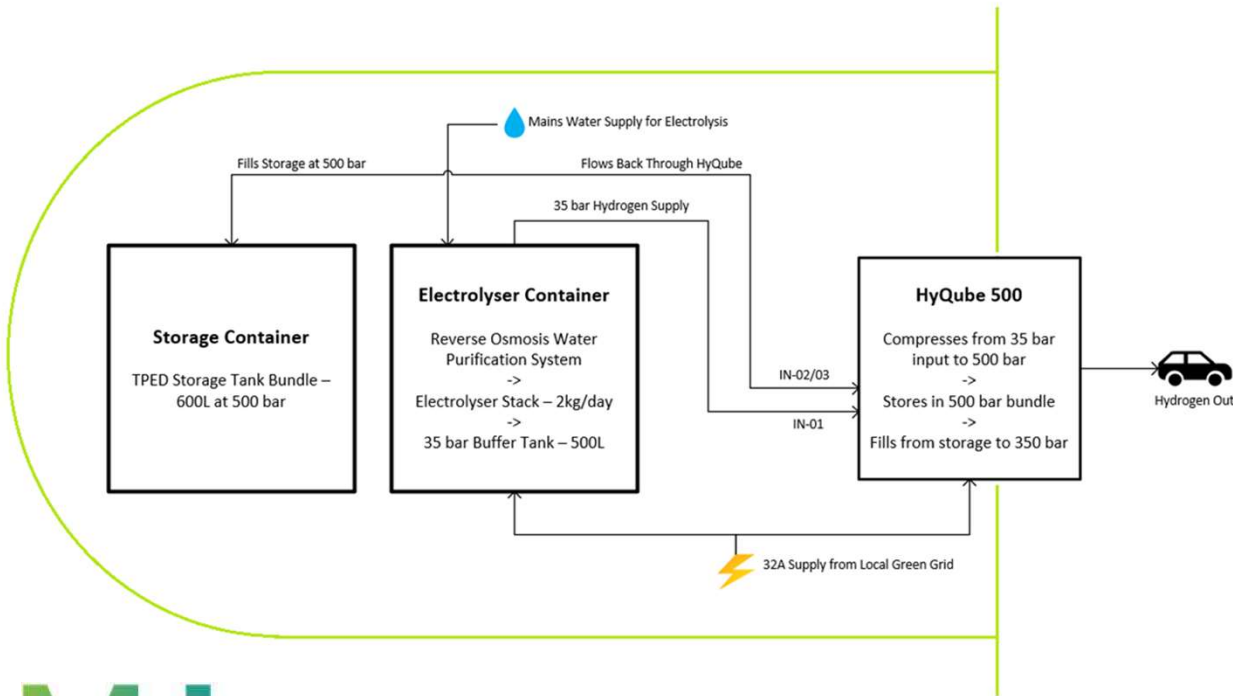 Mains Water Supply for Electrolysis
Fills Storage at 500 bar
Flows Back Through HyQube
35 bar Hydrogen Supply
Storage Container
TPED Storage Tank Bundle –
600L at 500 bar
Electrolyser Container
Reverse Osmosis Water
Purification System
->
Electrolyser Stack – 2kg/day
->
35 bar Buffer Tank – 500L
IN-02/03
IN-01
HyQube 500
Compresses from 35 bar
input to 500 bar
->
Stores in 500 bar bundle
->
Fills from storage to 350 bar
Hydrogen Out
32A Supply from Local Green Grid